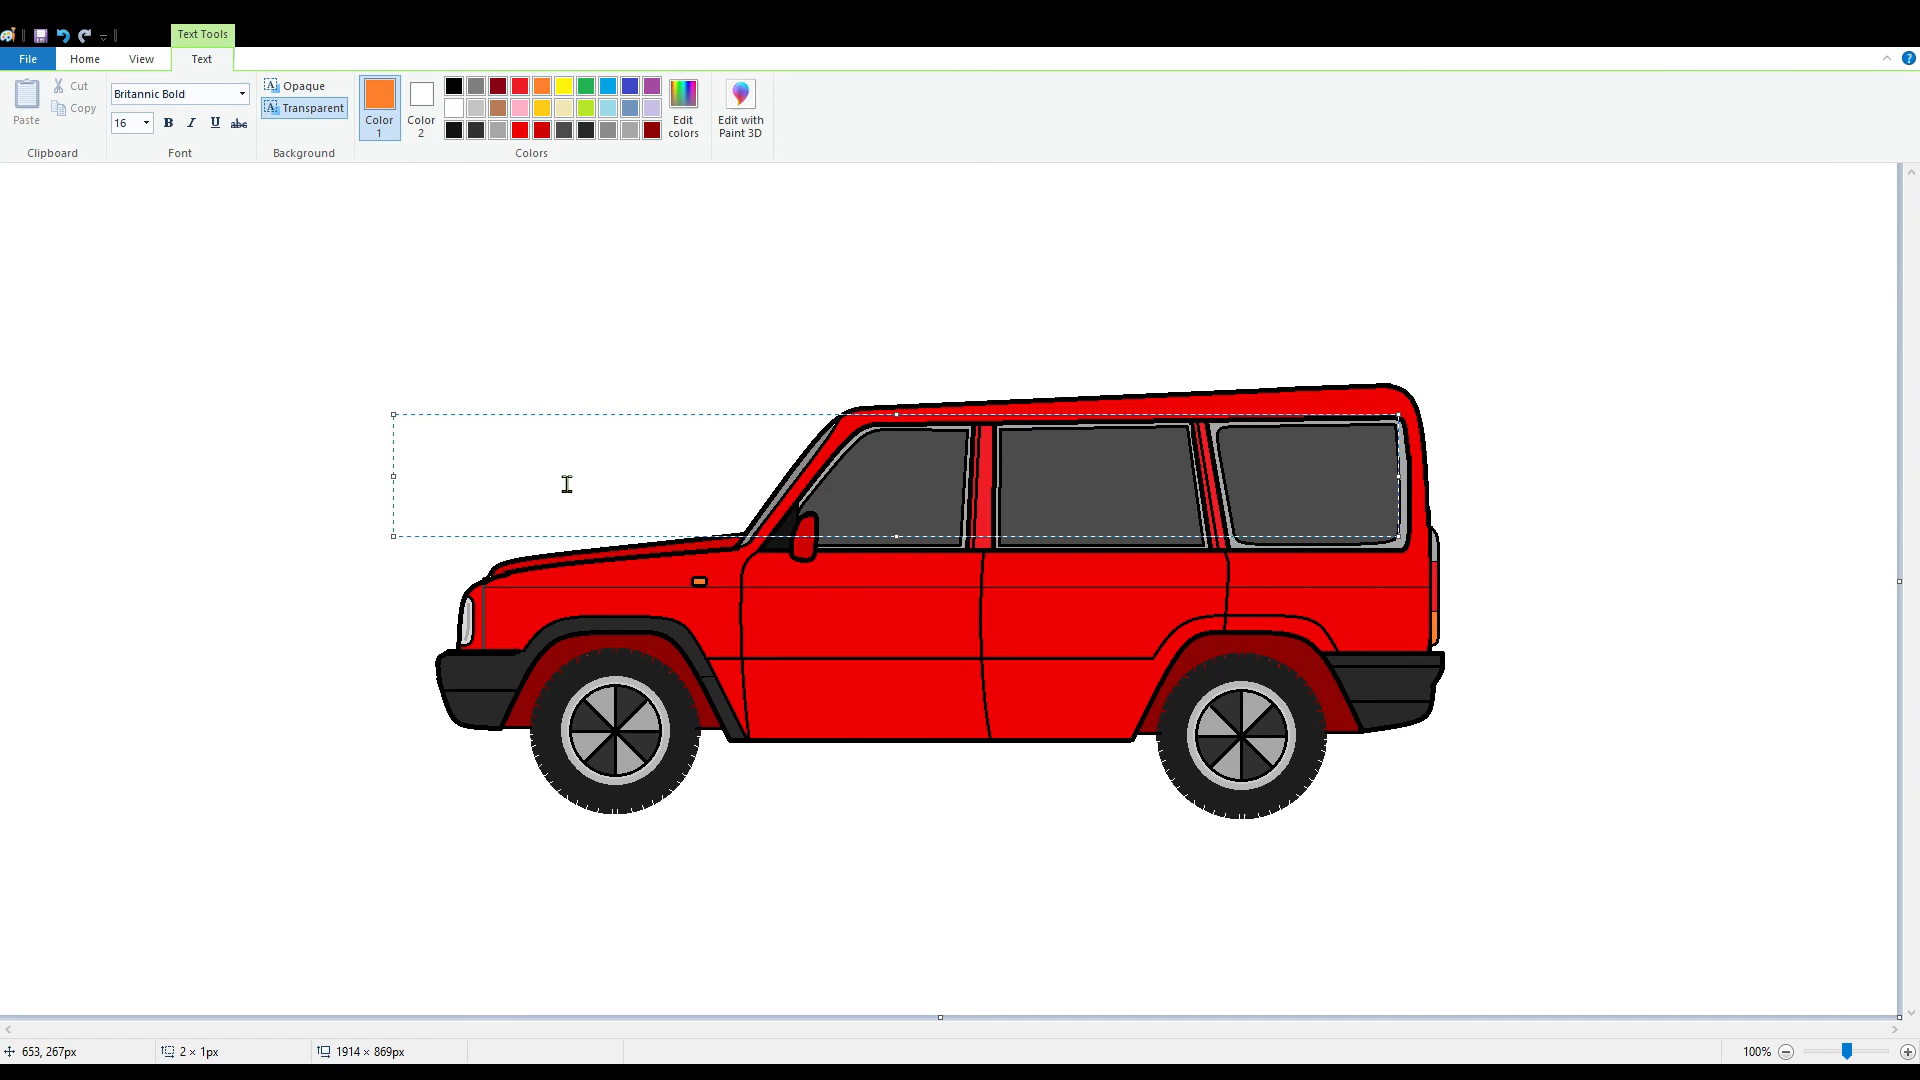 Text Tools
File Home View Text
Paste
Cut
Copy
Clipboard
Britannic Bold
16
B I U abc
Font
Opaque
Transparent
Background
Color 1
Color 2
Edit colors
Colors
Edit with Paint 3D
653, 267px
2 × 1px
1914 × 869px
100%